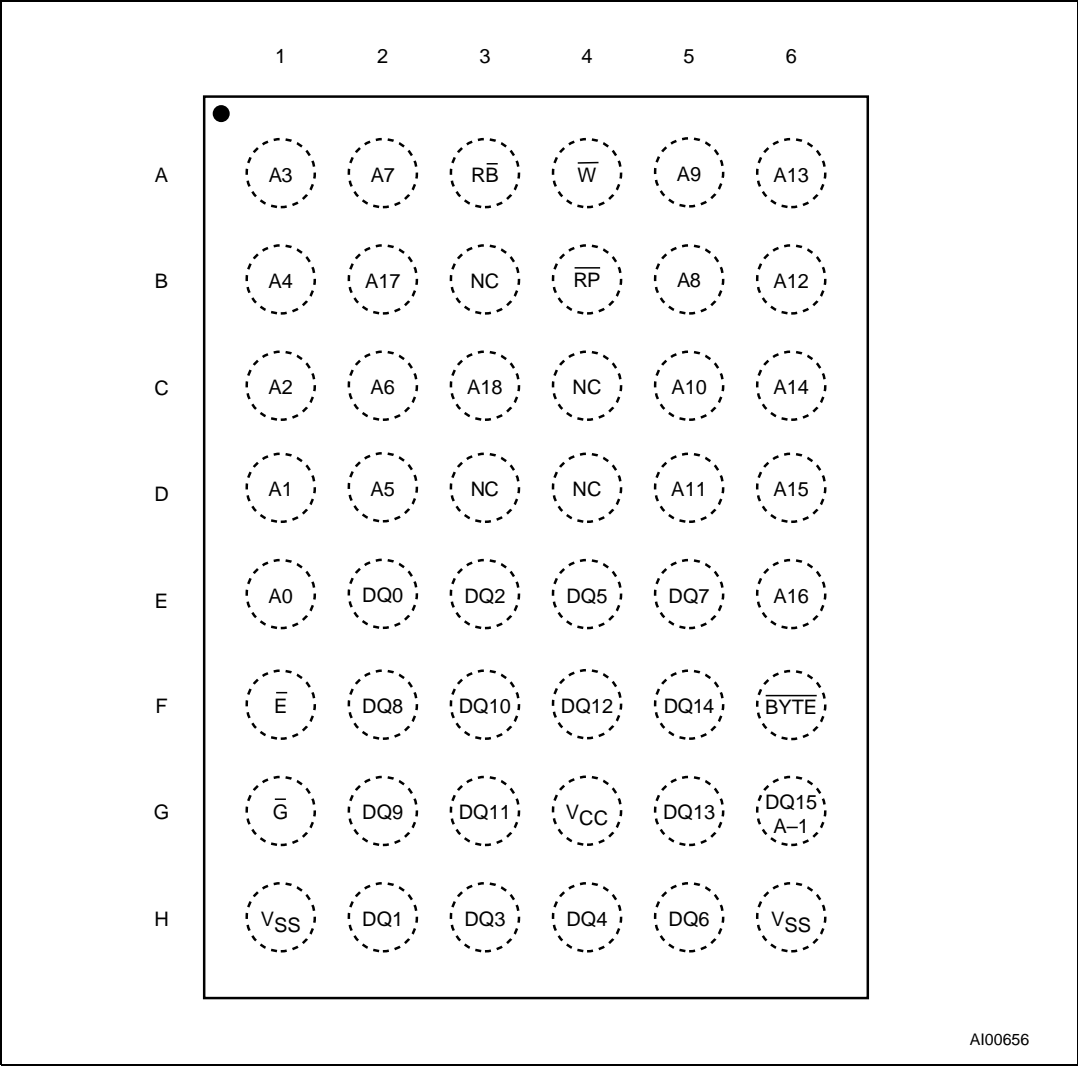 1 2 3 4 5 6
A A3 A7 RB̅ W̅ A9 A13
B A4 A17 NC R̅P̅ A8 A12
C A2 A6 A18 NC A10 A14
D A1 A5 NC NC A11 A15
E A0 DQ0 DQ2 DQ5 DQ7 A16
F E̅ DQ8 DQ10 DQ12 DQ14 B̅Y̅T̅E̅
G G̅ DQ9 DQ11 VCC DQ13 DQ15
A–1
H VSS DQ1 DQ3 DQ4 DQ6 VSS
AI00656